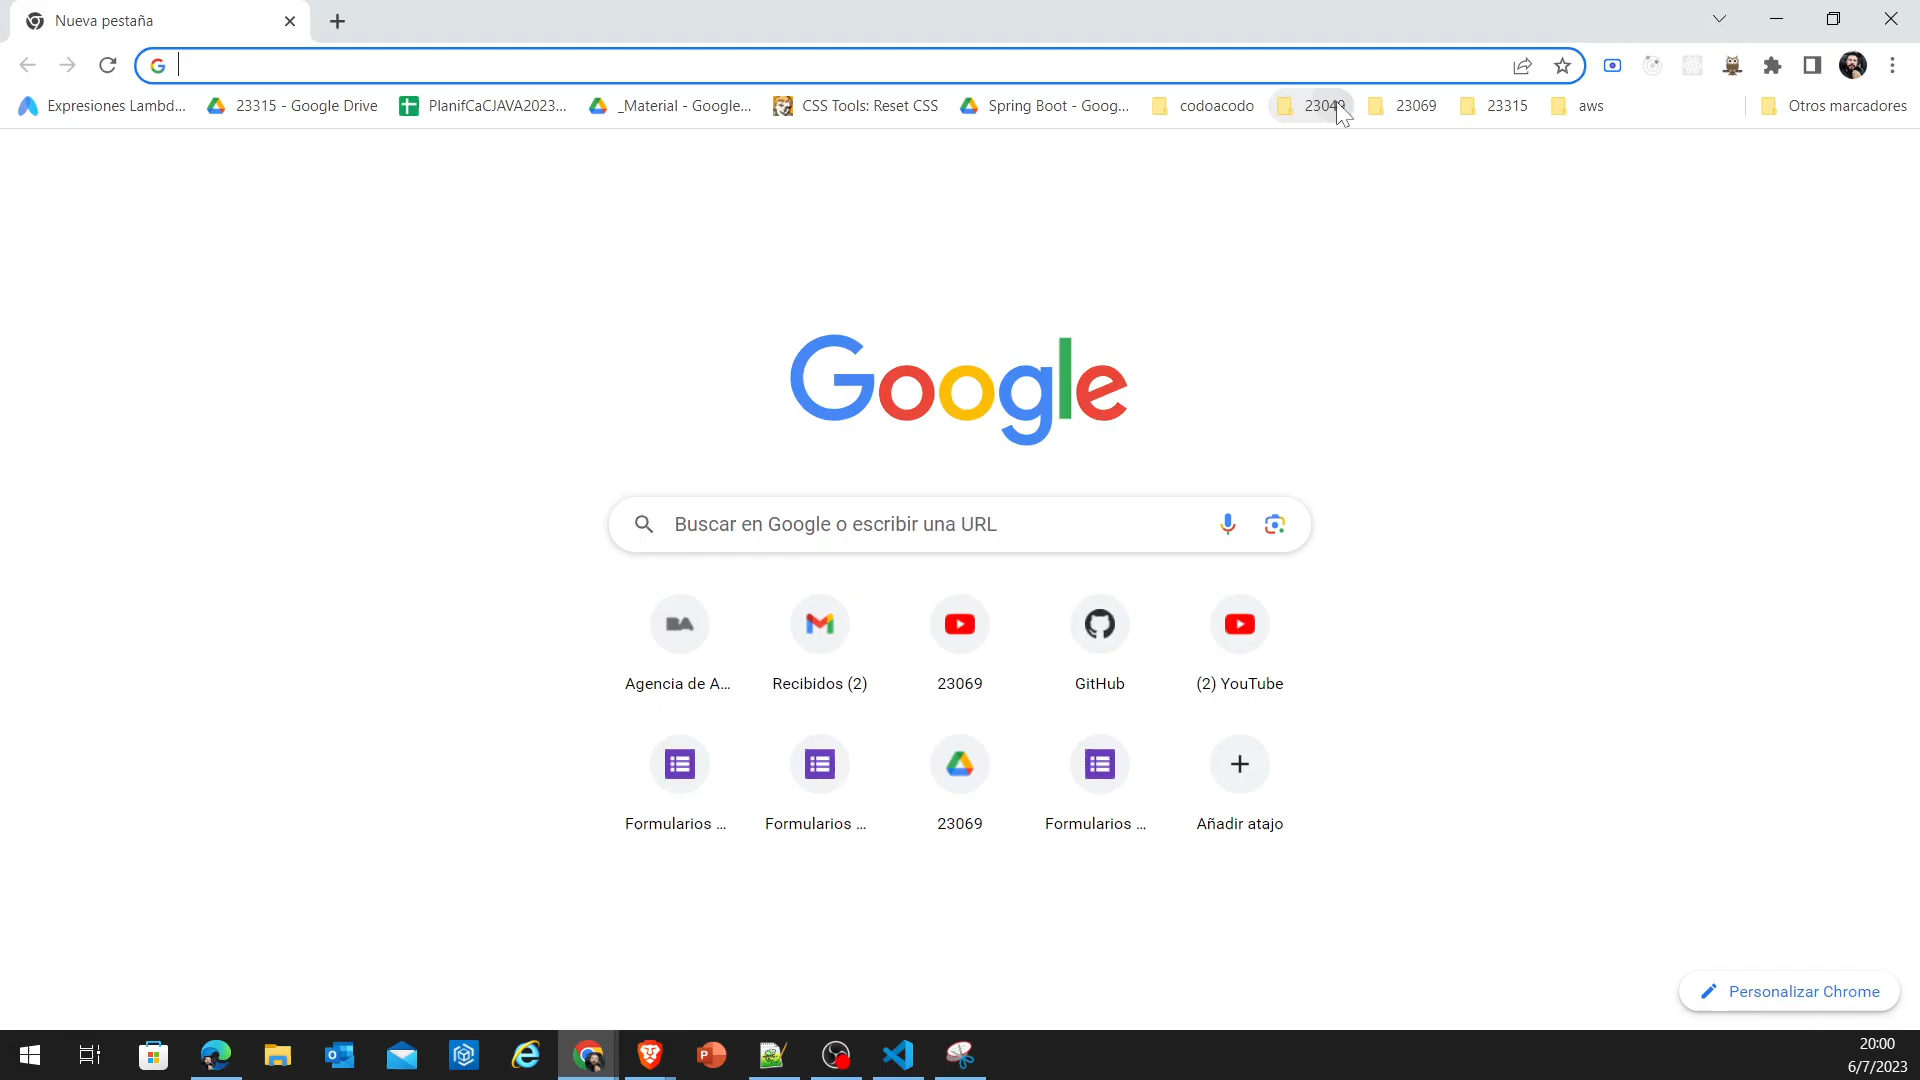 Nueva pestaña
Expresiones Lambd...
23315 - Google Drive
PlanifCaCJAVA2023...
_Material - Google...
CSS Tools: Reset CSS
Spring Boot - Goog...
codoacodo
23069
23315
aws
Otros marcadores
Google
Buscar en Google o escribir una URL
BA
Agencia de A...
Recibidos (2)
23069
GitHub
(2) YouTube
Formularios ...
Formularios ...
23069
Formularios ...
Añadir atajo
Personalizar Chrome
20:00
6/7/2023